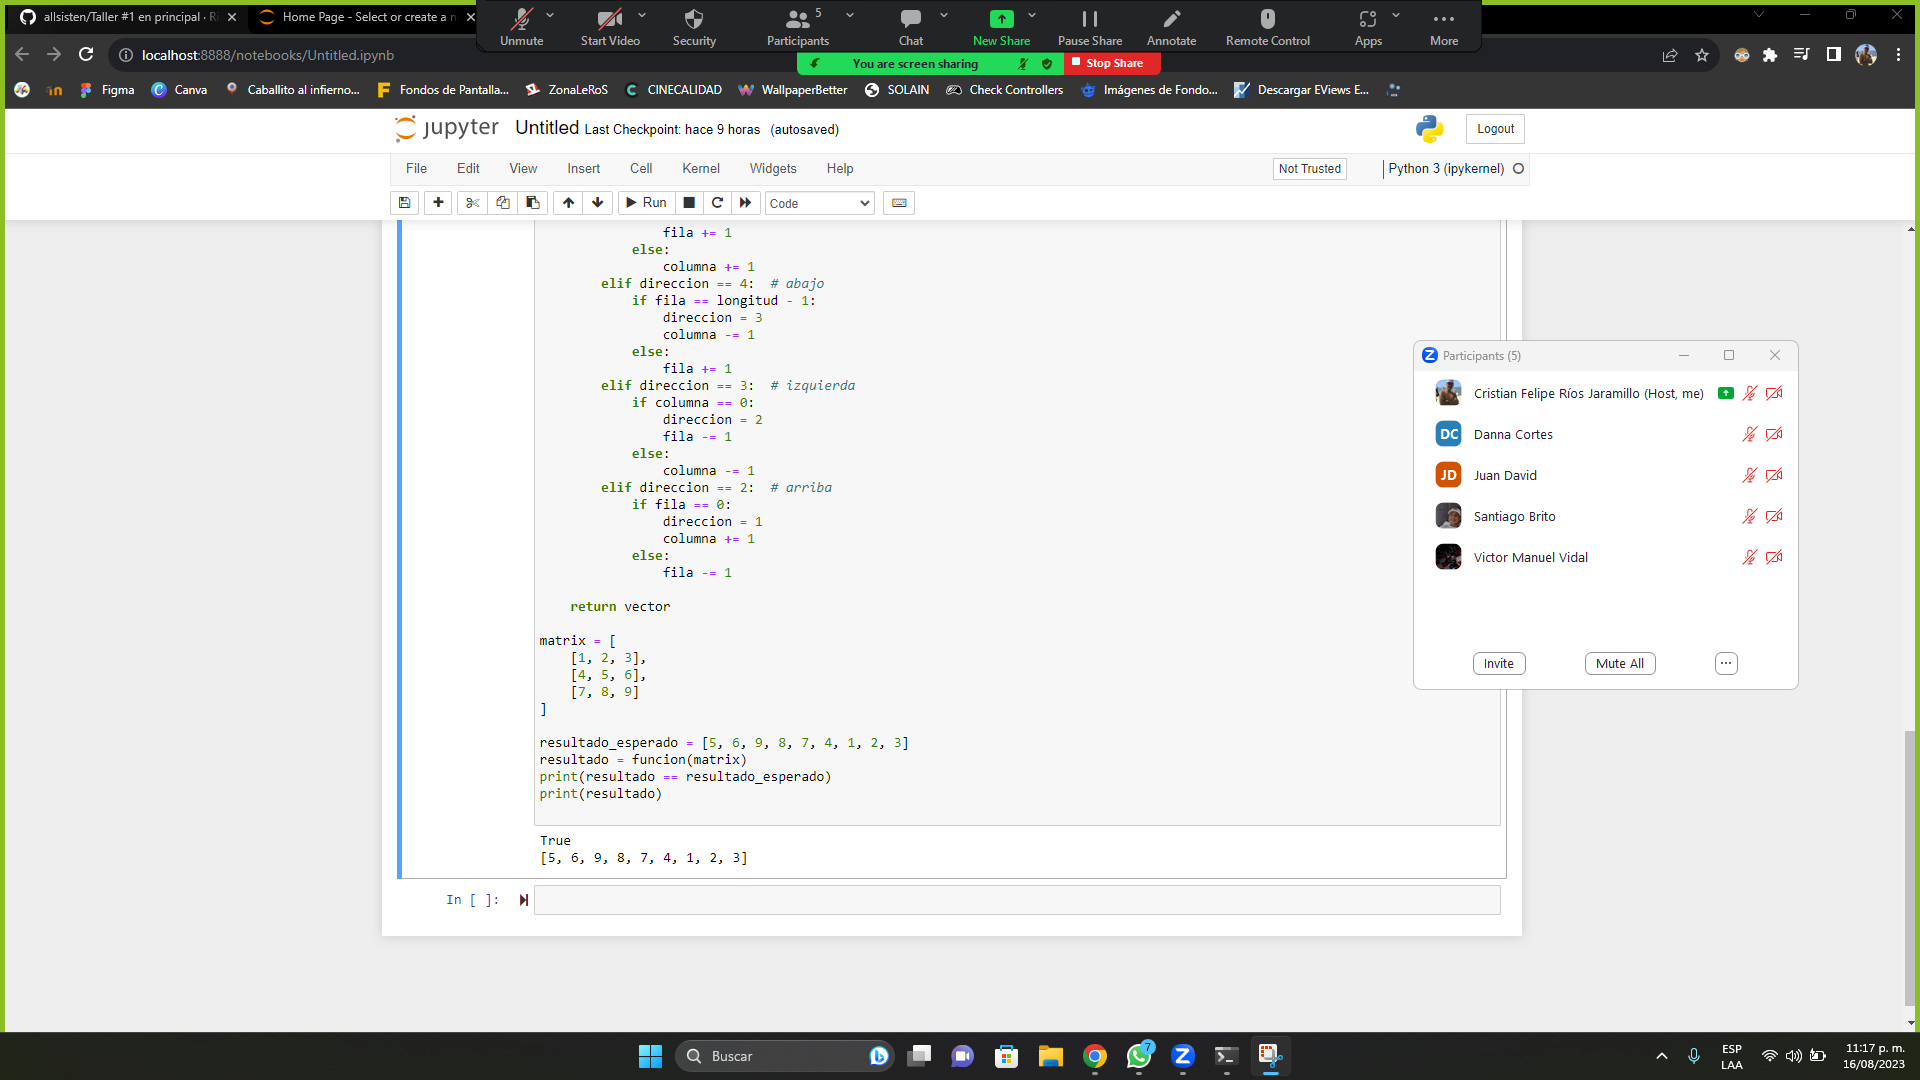 allsisten/Taller #1 en principal · Ri
Home Page - Select or create a n
Unmute
Start Video
Security
Participants
5
Chat
New Share
Pause Share
Annotate
Remote Control
Apps
More
You are screen sharing
Stop Share
localhost:8888/notebooks/Untitled.ipynb
Figma
Canva
Caballito al infierno...
Fondos de Pantalla...
ZonaLeRoS
CINECALIDAD
WallpaperBetter
SOLAIN
Check Controllers
Imágenes de Fondo...
Descargar EViews E...
jupyter
Untitled
Last Checkpoint: hace 9 horas
(autosaved)
Logout
File
Edit
View
Insert
Cell
Kernel
Widgets
Help
Not Trusted
Python 3 (ipykernel)
Run
Code
fila += 1
else:
columna += 1
elif direccion == 4:  # abajo
if fila == longitud - 1:
direccion = 3
columna -= 1
else:
fila += 1
elif direccion == 3:  # izquierda
if columna == 0:
direccion = 2
fila -= 1
else:
columna -= 1
elif direccion == 2:  # arriba
if fila == 0:
direccion = 1
columna += 1
else:
fila -= 1
return vector
matrix = [
[1, 2, 3],
[4, 5, 6],
[7, 8, 9]
]
resultado_esperado = [5, 6, 9, 8, 7, 4, 1, 2, 3]
resultado = funcion(matrix)
print(resultado == resultado_esperado)
print(resultado)
True
[5, 6, 9, 8, 7, 4, 1, 2, 3]
In [ ]:
Participants (5)
Cristian Felipe Ríos Jaramillo (Host, me)
DC
Danna Cortes
JD
Juan David
Santiago Brito
Victor Manuel Vidal
Invite
Mute All
...
Buscar
7
ESP
LAA
11:17 p. m.
16/08/2023